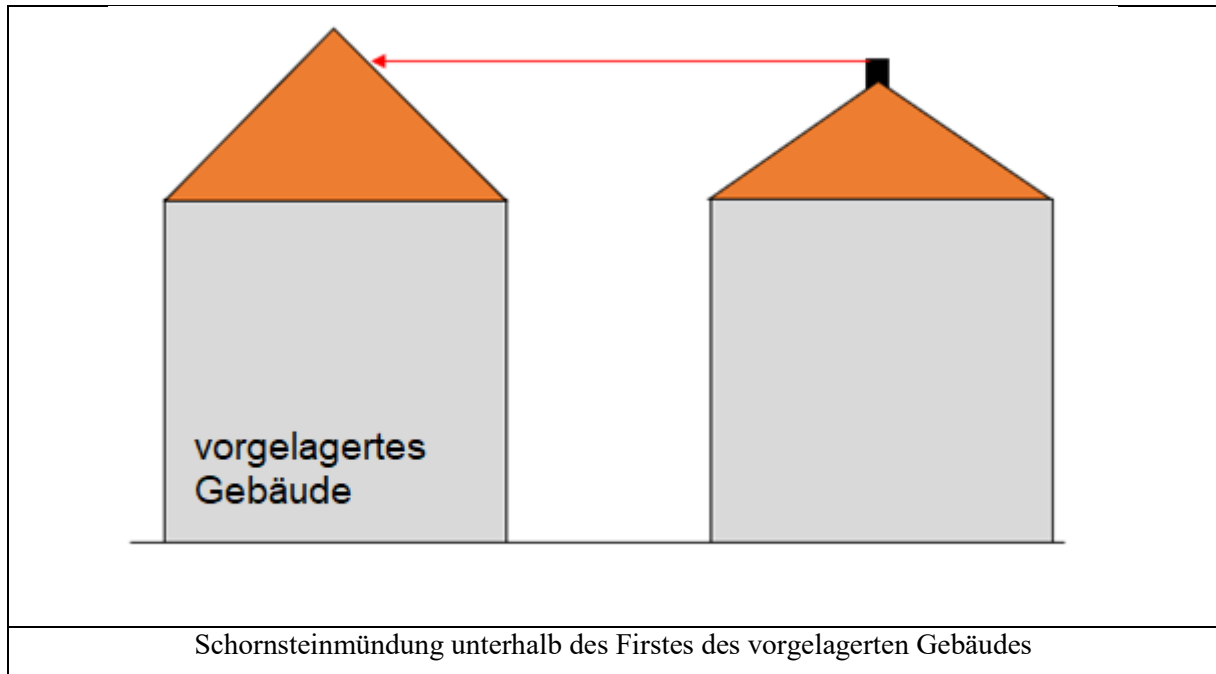 vorgelagertes
Gebäude
Schornsteinmündung unterhalb des Firstes des vorgelagerten Gebäudes